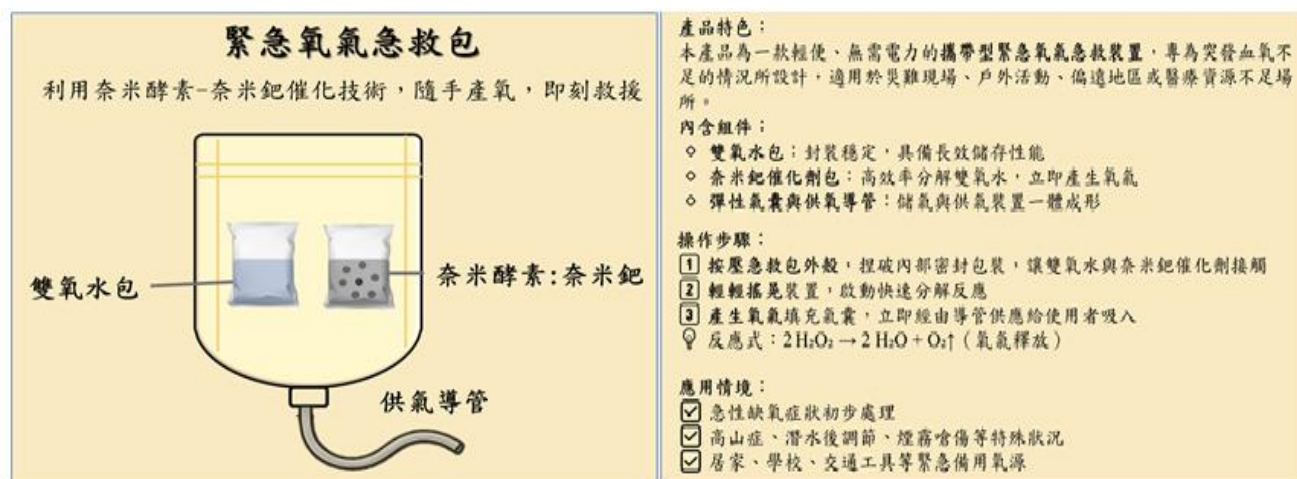 緊急氧氣急救包
利用奈米酵素-奈米鈀催化技術，隨手產氧，即刻救援
雙氧水包
奈米酵素:奈米鈀
供氣導管
產品特色：
本產品為一款輕便、無需電力的攜帶型緊急氧氣急救裝置，專為突發血氧不
足的情況所設計，適用於災難現場、戶外活動、偏遠地區或醫療資源不足場
所。
內含組件：
◇ 雙氧水包：封裝穩定，具備長效儲存性能
◇ 奈米鈀催化劑包：高效率分解雙氧水，立即產生氧氣
◇ 彈性氣囊與供氧導管：儲氣與供氣裝置一體成形
操作步驟：
1 按壓急救包外殼，捏破內部密封包裝，讓雙氧水與奈米鈀催化劑接觸
2 輕輕搖晃裝置，啟動快速分解反應
3 產生氧氣填充氣囊，立即經由導管供應給使用者吸入
反應式：2 H₂O₂ → 2 H₂O + O₂↑（氧氣釋放）
應用情境：
☑ 急性缺氧症狀初步處理
☑ 高山症、潛水後調節、煙霧嗆傷等特殊狀況
☑ 居家、學校、交通工具等緊急備用氧源